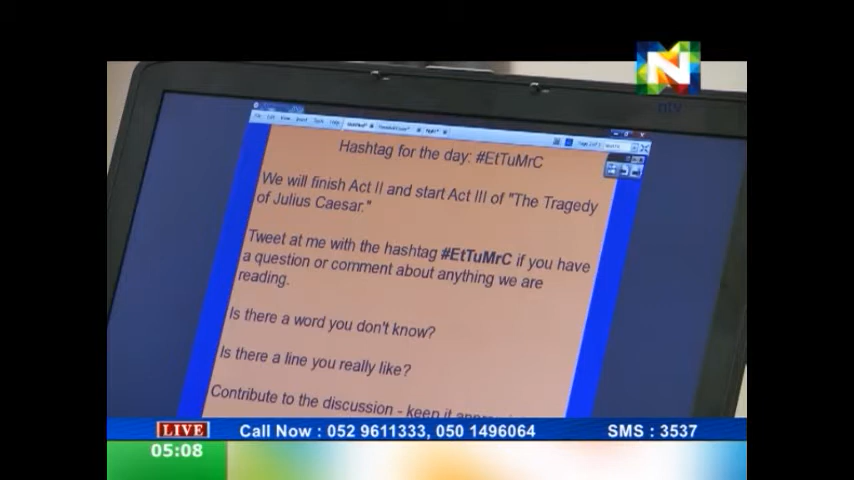 N
ntv
Hashtag for the day: #EtTuMrC
We will finish Act II and start Act III of "The Tragedy
of Julius Caesar."
Tweet at me with the hashtag #EtTuMrC if you have
a question or comment about anything we are
reading.
Is there a word you don't know?
Is there a line you really like?
Contribute to the discussion - keep it
LIVE
Call Now : 052 9611333, 050 1496064
SMS : 3537
05:08